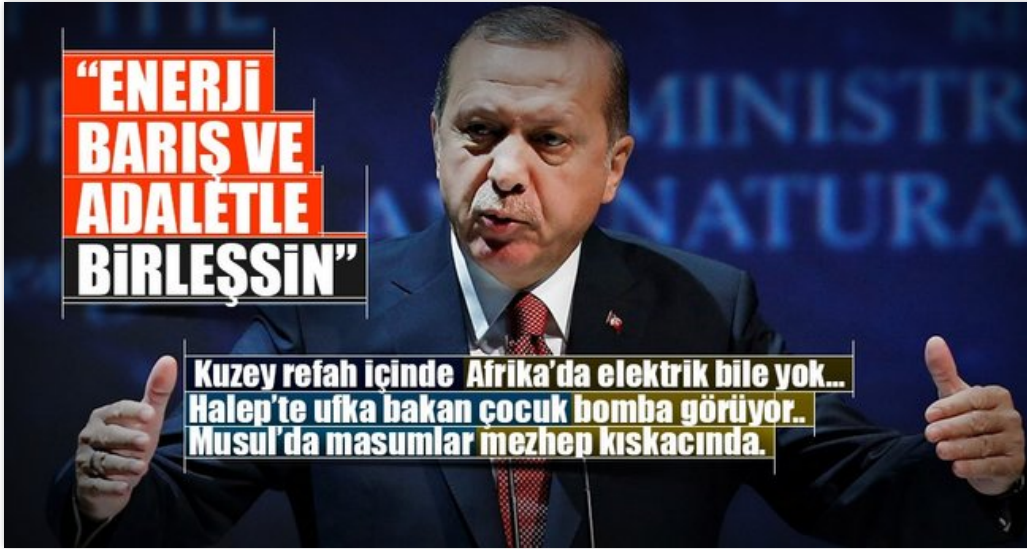 “ENERJİ
BARIŞ VE
ADALETLE
BİRLEŞSİN”
MINISTR
NATURA
Kuzey refah içinde Afrika’da elektrik bile yok...
Halep’te ufka bakan çocuk bomba görüyor..
Musul’da masumlar mezhep kıskacında.